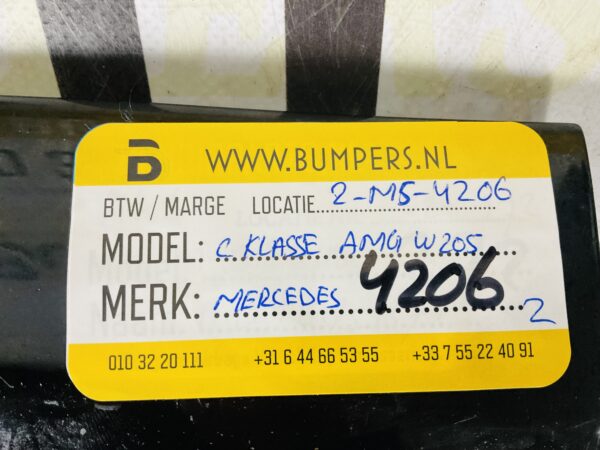 B WWW.BUMPERS.NL
BTW / MARGE LOCATIE 2-M5-4206
MODEL: C KLASSE AMG W205
MERK: MERCEDES 4206 2
010 32 20 111 +31 6 44 66 53 55 +33 7 55 22 40 91